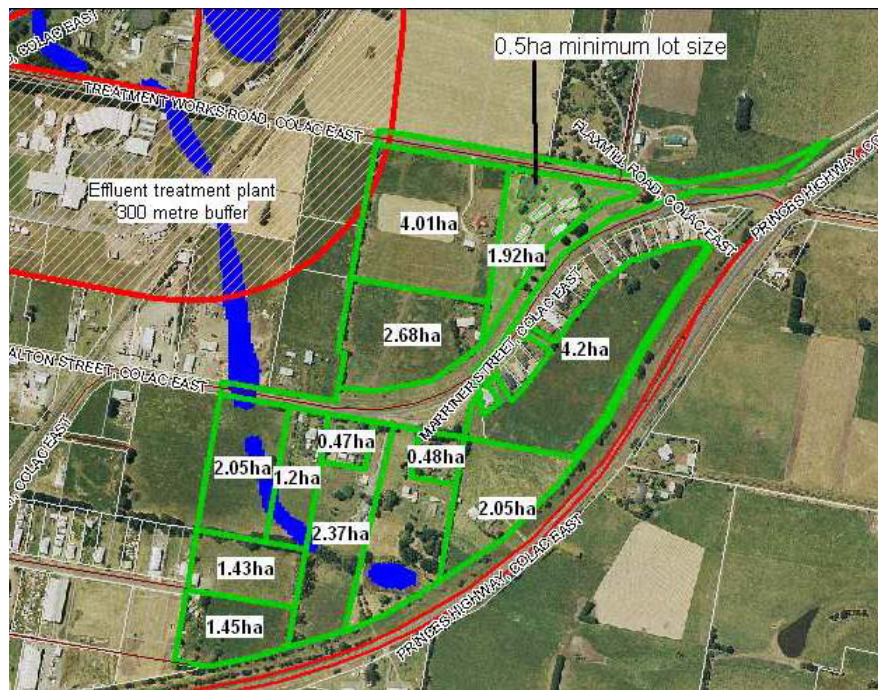 0.5ha minimum lot size
, COLAC EAST
TREATMENT WORKS ROAD, COLAC EAST
FLAXMILL ROAD, COLAC EAST
PRINCES HIGHWAY, CO
Effluent treatment plant
300 metre buffer
4.01ha
1.92ha
2.68ha
4.2ha
MARRINER STREET, COLAC EAST
ALTON STREET, COLAC EAST
0.47ha
0.48ha
2.05ha
1.2ha
2.05ha
2.37ha
1.43ha
1.45ha
, COLAC EAST
PRINCES HIGHWAY, COLAC EAST